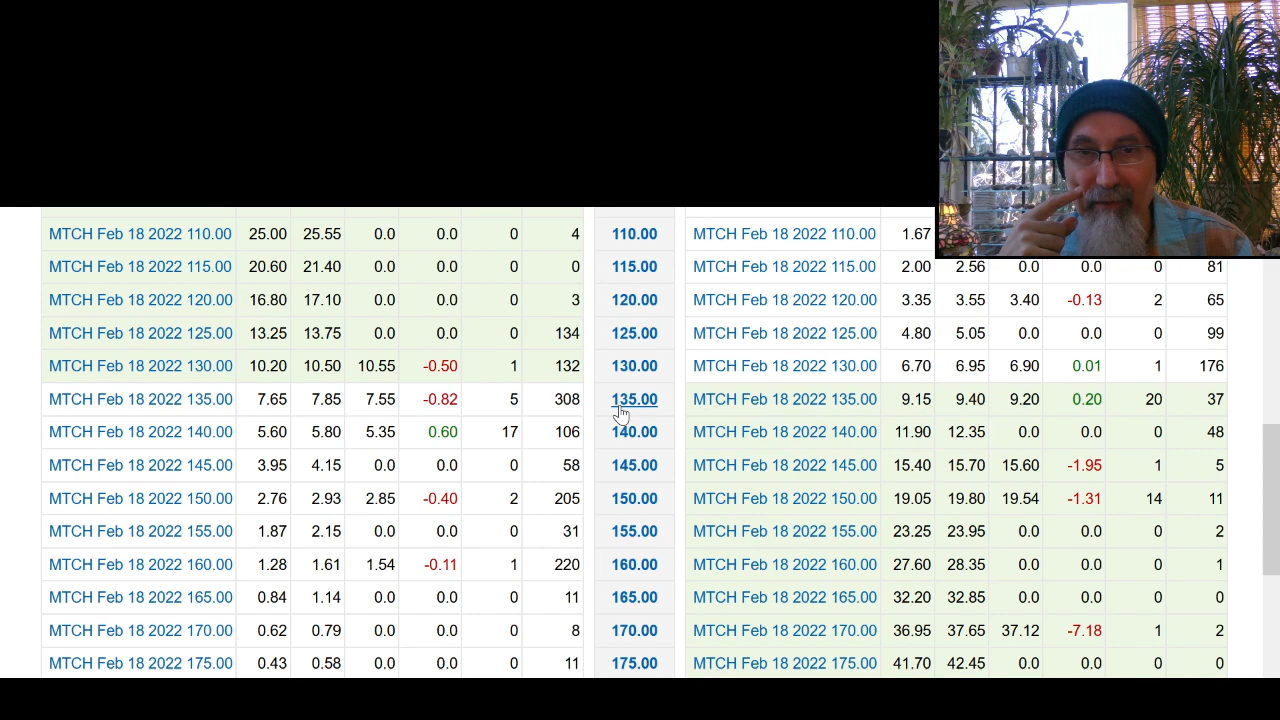 MTCH Feb 18 2022 110.00 25.00 25.55 0.0 0.0 0 4 110.00 MTCH Feb 18 2022 110.00 1.67
MTCH Feb 18 2022 115.00 20.60 21.40 0.0 0.0 0 0 115.00 MTCH Feb 18 2022 115.00 2.00 2.56 0.0 0.0 0 81
MTCH Feb 18 2022 120.00 16.80 17.10 0.0 0.0 0 3 120.00 MTCH Feb 18 2022 120.00 3.35 3.55 3.40 -0.13 2 65
MTCH Feb 18 2022 125.00 13.25 13.75 0.0 0.0 0 134 125.00 MTCH Feb 18 2022 125.00 4.80 5.05 0.0 0.0 0 99
MTCH Feb 18 2022 130.00 10.20 10.50 10.55 -0.50 1 132 130.00 MTCH Feb 18 2022 130.00 6.70 6.95 6.90 0.01 1 176
MTCH Feb 18 2022 135.00 7.65 7.85 7.55 -0.82 5 308 135.00 MTCH Feb 18 2022 135.00 9.15 9.40 9.20 0.20 20 37
MTCH Feb 18 2022 140.00 5.60 5.80 5.35 0.60 17 106 140.00 MTCH Feb 18 2022 140.00 11.90 12.35 0.0 0.0 0 48
MTCH Feb 18 2022 145.00 3.95 4.15 0.0 0.0 0 58 145.00 MTCH Feb 18 2022 145.00 15.40 15.70 15.60 -1.95 1 5
MTCH Feb 18 2022 150.00 2.76 2.93 2.85 -0.40 2 205 150.00 MTCH Feb 18 2022 150.00 19.05 19.80 19.54 -1.31 14 11
MTCH Feb 18 2022 155.00 1.87 2.15 0.0 0.0 0 31 155.00 MTCH Feb 18 2022 155.00 23.25 23.95 0.0 0.0 0 2
MTCH Feb 18 2022 160.00 1.28 1.61 1.54 -0.11 1 220 160.00 MTCH Feb 18 2022 160.00 27.60 28.35 0.0 0.0 0 1
MTCH Feb 18 2022 165.00 0.84 1.14 0.0 0.0 0 11 165.00 MTCH Feb 18 2022 165.00 32.20 32.85 0.0 0.0 0 0
MTCH Feb 18 2022 170.00 0.62 0.79 0.0 0.0 0 8 170.00 MTCH Feb 18 2022 170.00 36.95 37.65 37.12 -7.18 1 2
MTCH Feb 18 2022 175.00 0.43 0.58 0.0 0.0 0 11 175.00 MTCH Feb 18 2022 175.00 41.70 42.45 0.0 0.0 0 0